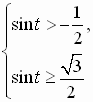 sint > -1/2,
sint ≥ √3/2